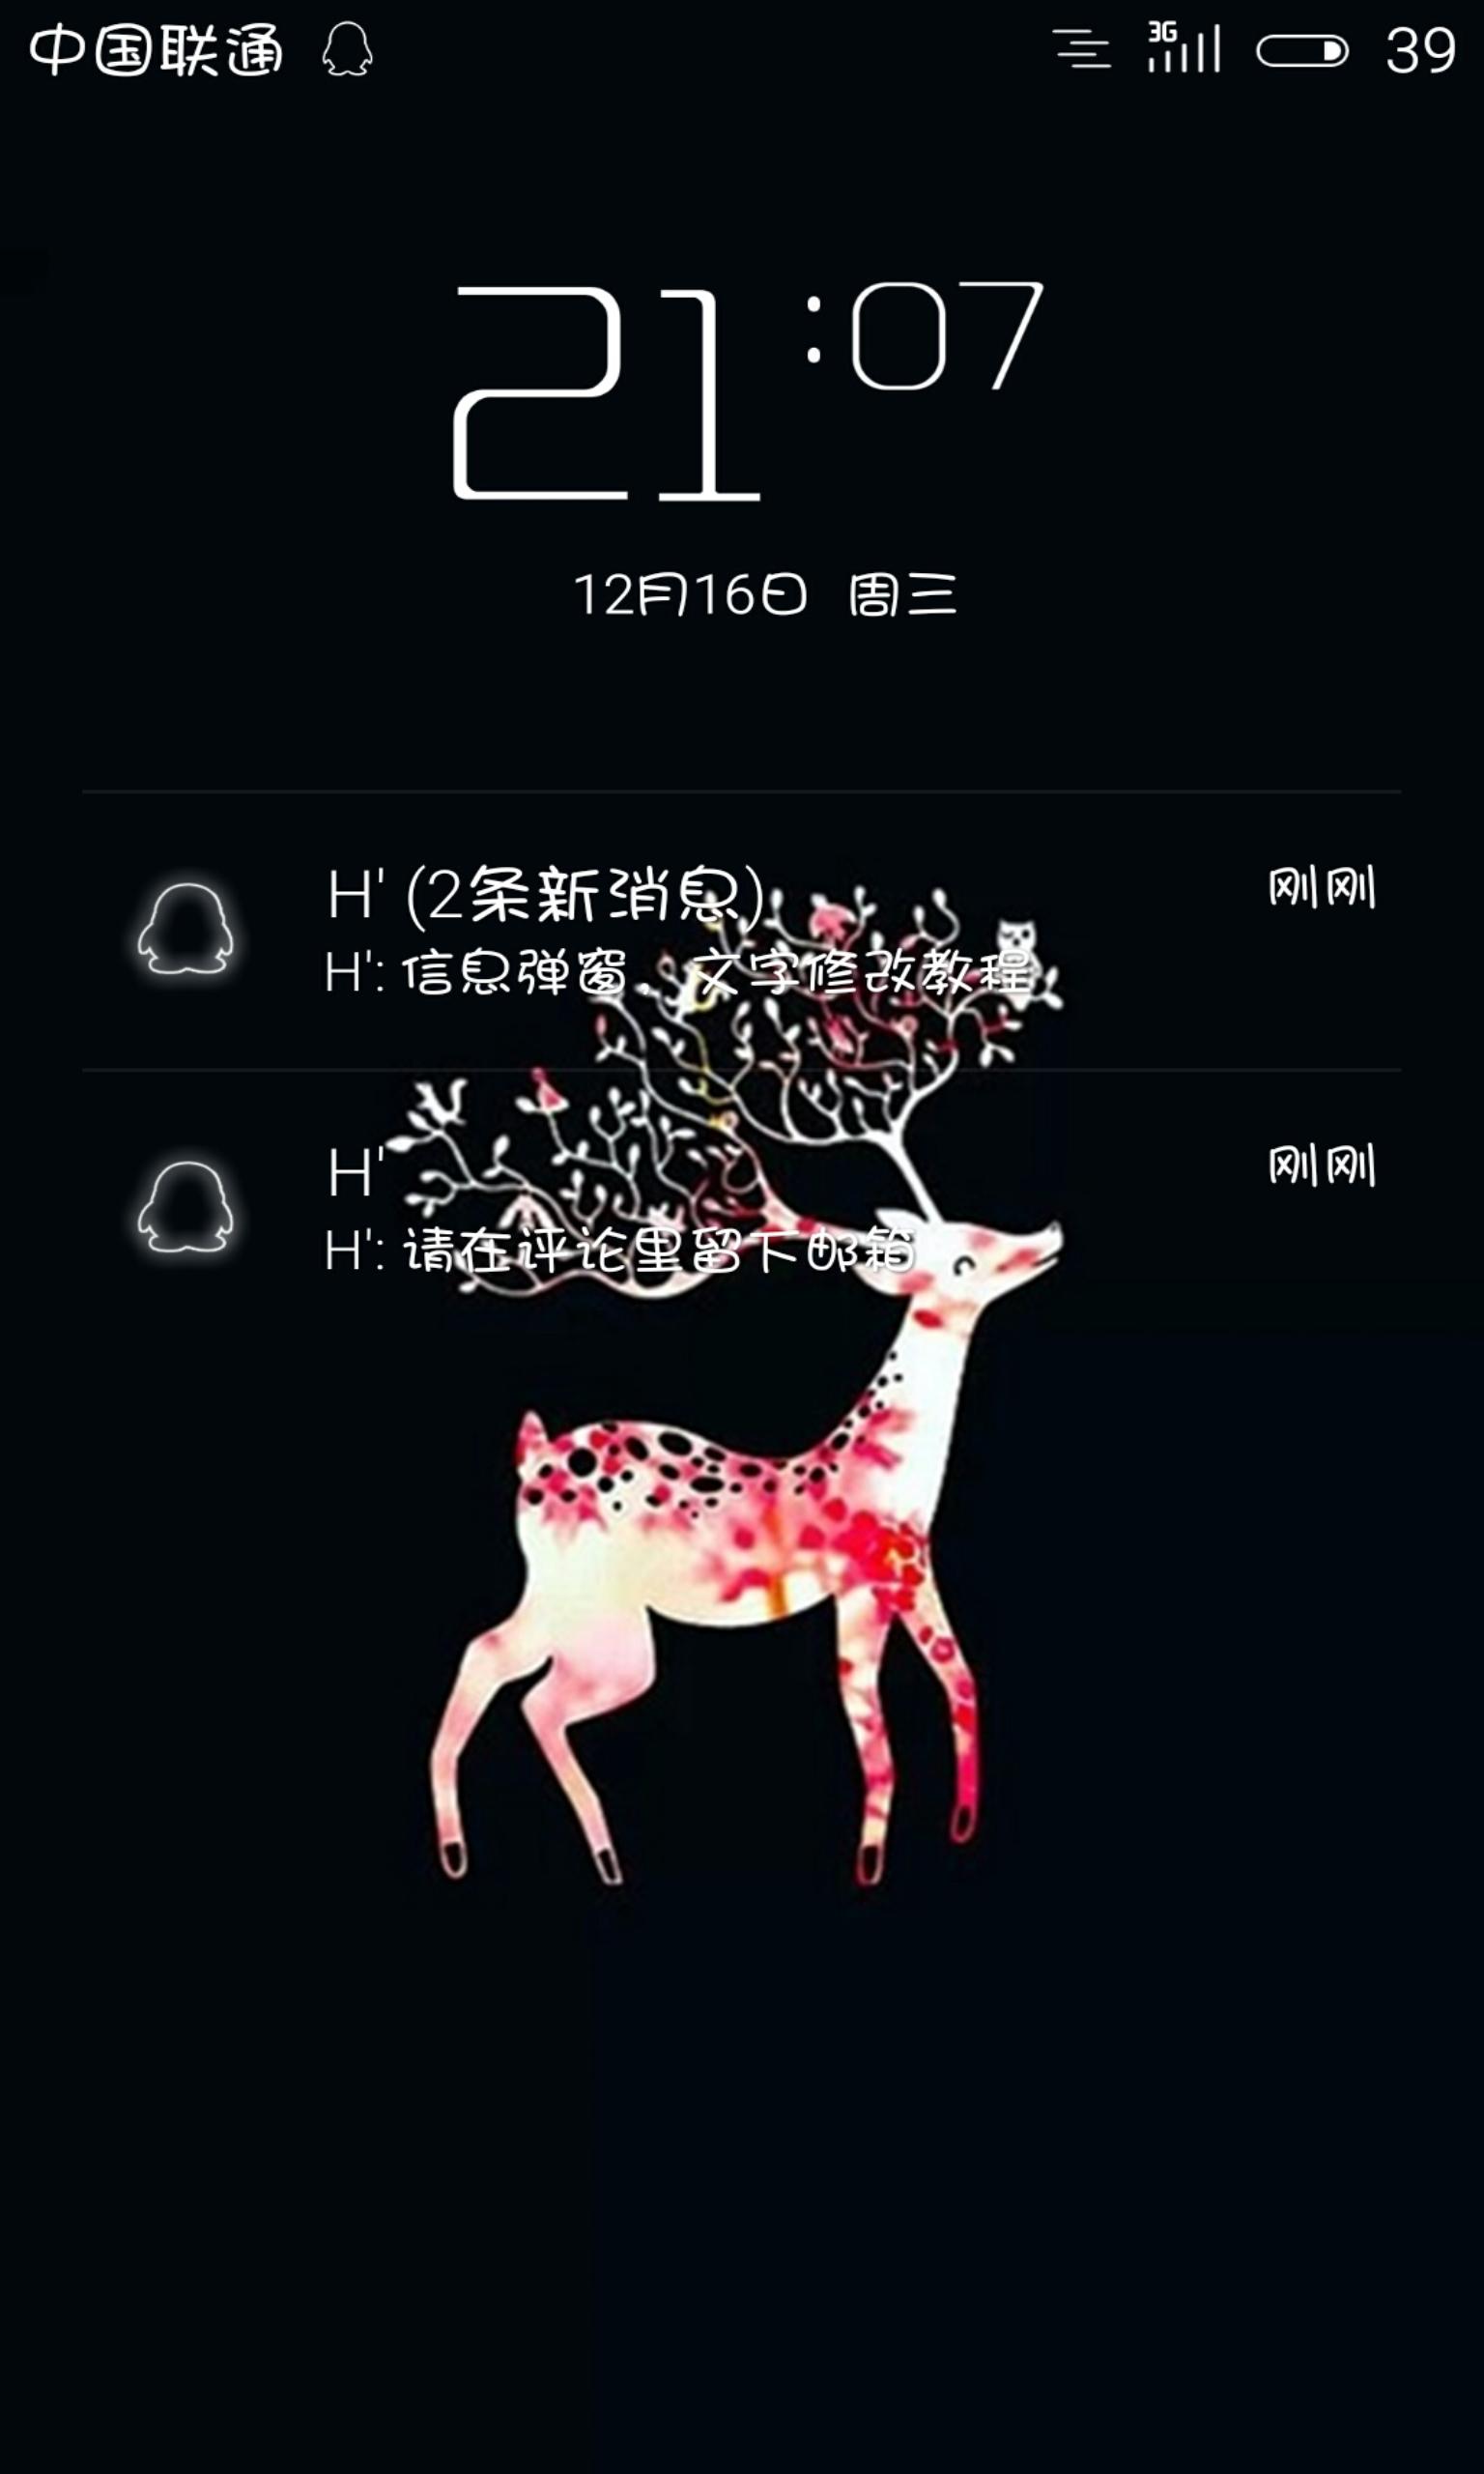 中国联通 3G 39
21:07
12月16日 周三
H' (2条新消息) 刚刚
H': 信息弹窗．文字修改教程
H' 刚刚
H': 请在评论里留下邮箱